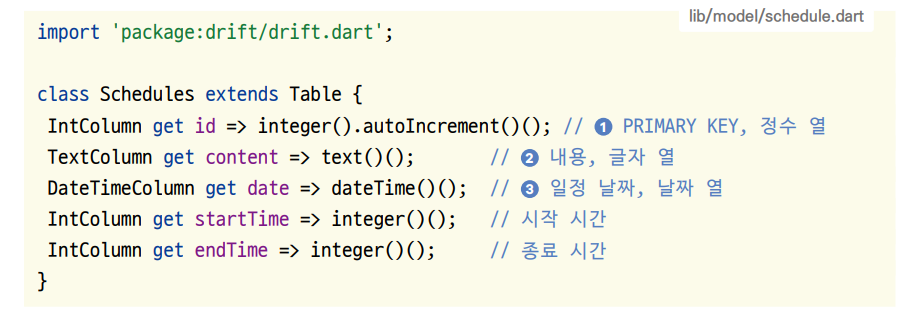 lib/model/schedule.dart
import 'package:drift/drift.dart';
class Schedules extends Table {
IntColumn get id => integer().autoIncrement()(); // ❶ PRIMARY KEY, 정수 열
TextColumn get content => text()(); // ❷ 내용, 글자 열
DateTimeColumn get date => dateTime()(); // ❸ 일정 날짜, 날짜 열
IntColumn get startTime => integer()(); // 시작 시간
IntColumn get endTime => integer()(); // 종료 시간
}